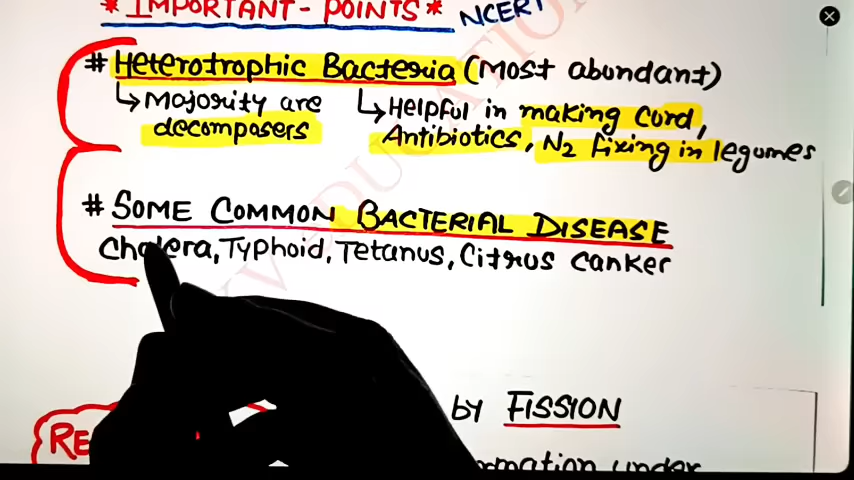 * IMPORTANT - POINTS * NCERT
# Heterotrophic Bacteria (Most abundant)
↳ Majority are decomposers
↳ Helpful in making Curd, Antibiotics, N2 fixing in legumes
# SOME COMMON BACTERIAL DISEASE
Cholera, Typhoid, Tetanus, Citrus canker
by FISSION
under